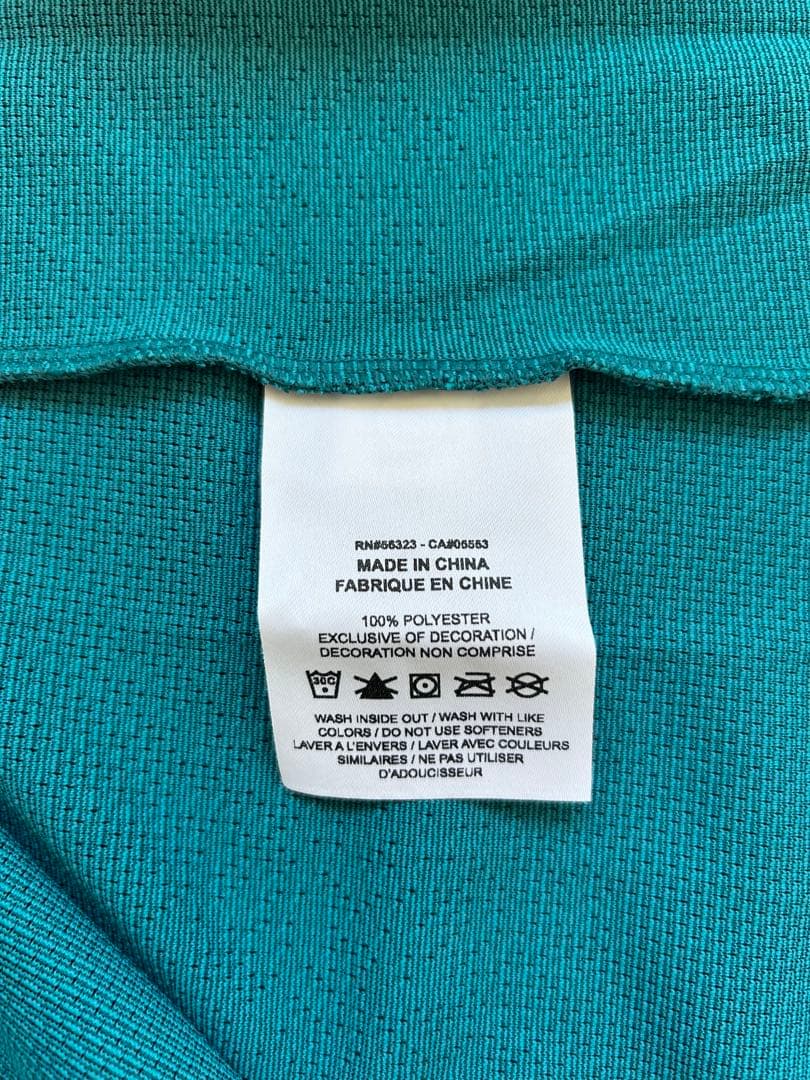 RN#56323 - CA#05553
MADE IN CHINA
FABRIQUE EN CHINE
100% POLYESTER
EXCLUSIVE OF DECORATION /
DECORATION NON COMPRISE
30C
WASH INSIDE OUT / WASH WITH LIKE
COLORS / DO NOT USE SOFTENERS
LAVER A L'ENVERS / LAVER AVEC COULEURS
SIMILAIRES / NE PAS UTILISER
D'ADOUCISSEUR